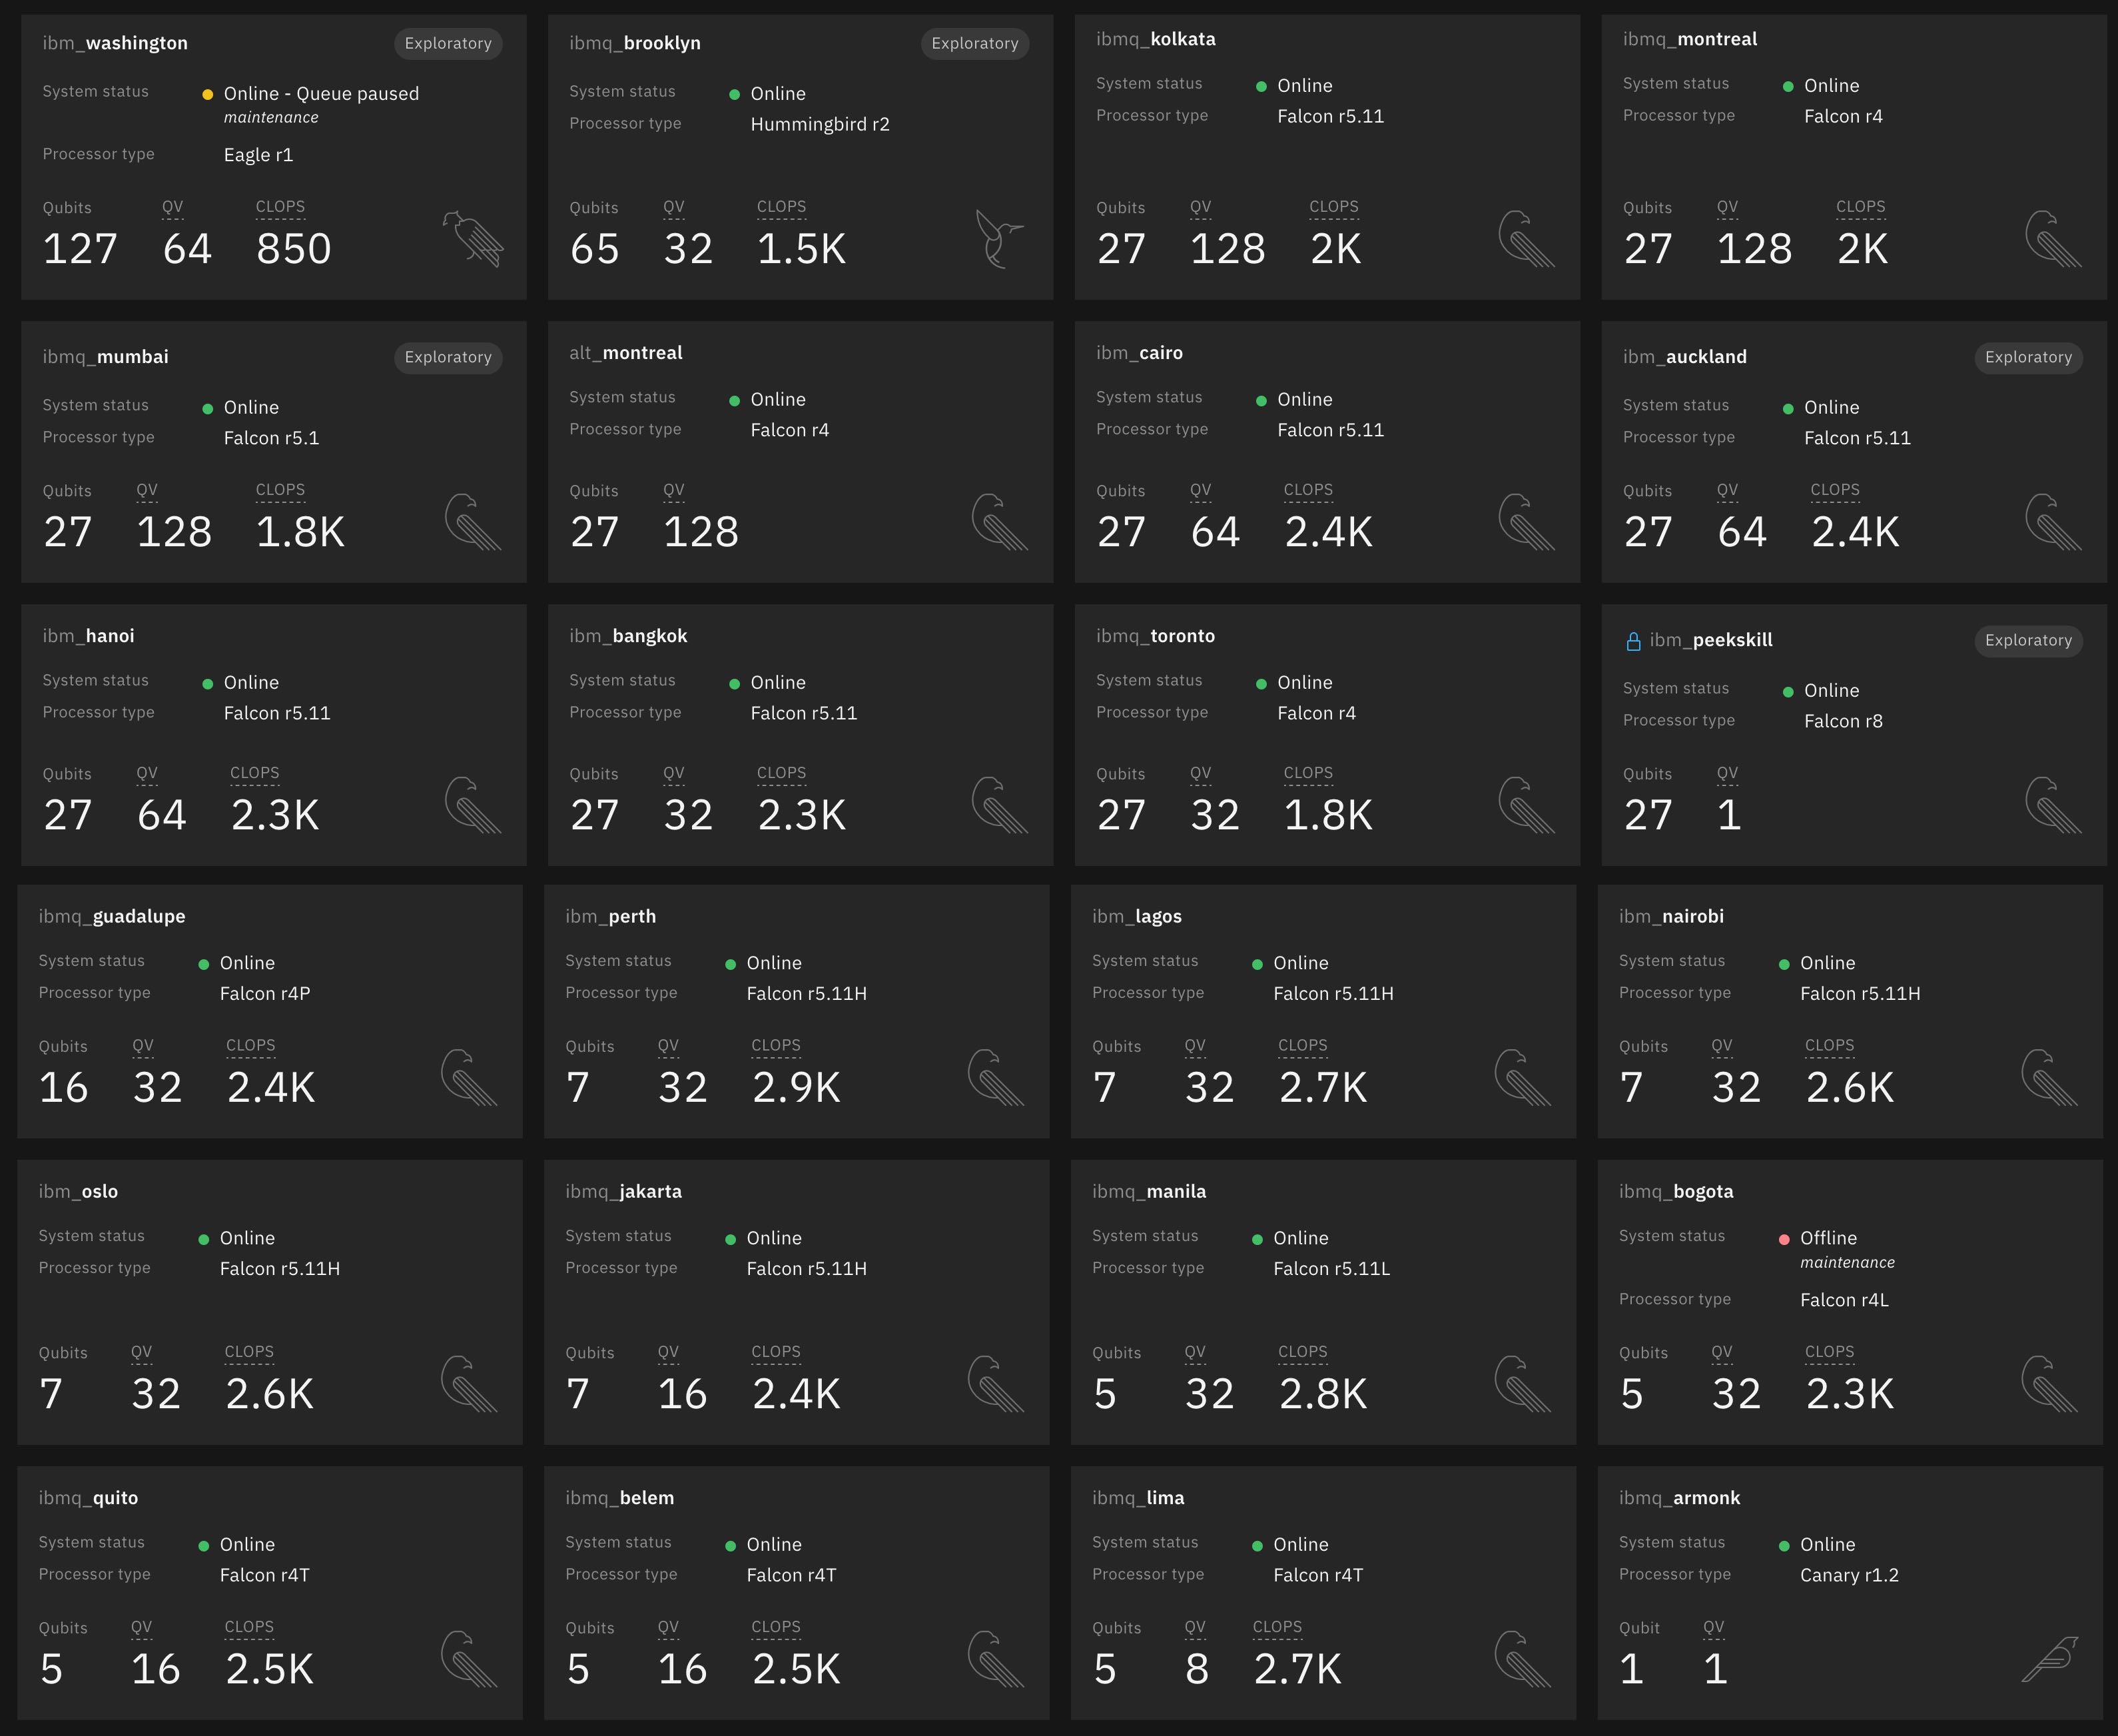 ibm_washington
Exploratory
System status
Online - Queue paused
maintenance
Processor type
Eagle r1
Qubits QV CLOPS
127 64 850
ibmq_brooklyn
Exploratory
System status
Online
Processor type
Hummingbird r2
Qubits QV CLOPS
65 32 1.5K
ibmq_kolkata
System status
Online
Processor type
Falcon r5.11
Qubits QV CLOPS
27 128 2K
ibmq_montreal
System status
Online
Processor type
Falcon r4
Qubits QV CLOPS
27 128 2K
ibmq_mumbai
Exploratory
System status
Online
Processor type
Falcon r5.1
Qubits QV CLOPS
27 128 1.8K
alt_montreal
System status
Online
Processor type
Falcon r4
Qubits QV
27 128
ibm_cairo
System status
Online
Processor type
Falcon r5.11
Qubits QV CLOPS
27 64 2.4K
ibm_auckland
Exploratory
System status
Online
Processor type
Falcon r5.11
Qubits QV CLOPS
27 64 2.4K
ibm_hanoi
System status
Online
Processor type
Falcon r5.11
Qubits QV CLOPS
27 64 2.3K
ibm_bangkok
System status
Online
Processor type
Falcon r5.11
Qubits QV CLOPS
27 32 2.3K
ibmq_toronto
System status
Online
Processor type
Falcon r4
Qubits QV CLOPS
27 32 1.8K
ibm_peekskill
Exploratory
System status
Online
Processor type
Falcon r8
Qubits QV
27 1
ibmq_guadalupe
System status
Online
Processor type
Falcon r4P
Qubits QV CLOPS
16 32 2.4K
ibm_perth
System status
Online
Processor type
Falcon r5.11H
Qubits QV CLOPS
7 32 2.9K
ibm_lagos
System status
Online
Processor type
Falcon r5.11H
Qubits QV CLOPS
7 32 2.7K
ibm_nairobi
System status
Online
Processor type
Falcon r5.11H
Qubits QV CLOPS
7 32 2.6K
ibm_oslo
System status
Online
Processor type
Falcon r5.11H
Qubits QV CLOPS
7 32 2.6K
ibmq_jakarta
System status
Online
Processor type
Falcon r5.11H
Qubits QV CLOPS
7 16 2.4K
ibmq_manila
System status
Online
Processor type
Falcon r5.11L
Qubits QV CLOPS
5 32 2.8K
ibmq_bogota
System status
Offline
maintenance
Processor type
Falcon r4L
Qubits QV CLOPS
5 32 2.3K
ibmq_quito
System status
Online
Processor type
Falcon r4T
Qubits QV CLOPS
5 16 2.5K
ibmq_belem
System status
Online
Processor type
Falcon r4T
Qubits QV CLOPS
5 16 2.5K
ibmq_lima
System status
Online
Processor type
Falcon r4T
Qubits QV CLOPS
5 8 2.7K
ibmq_armonk
System status
Online
Processor type
Canary r1.2
Qubit QV
1 1